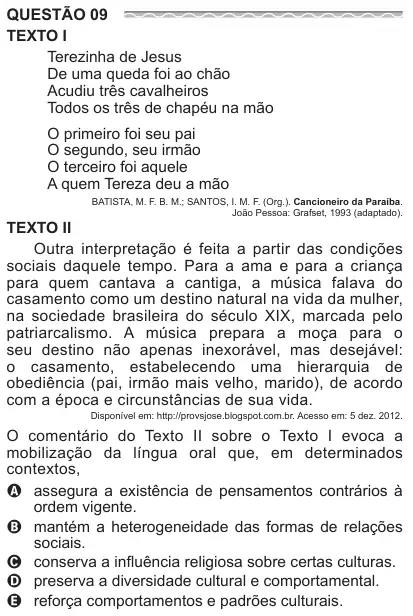 QUESTÃO 09
TEXTO I
Terezinha de Jesus
De uma queda foi ao chão
Acudiu três cavalheiros
Todos os três de chapéu na mão
O primeiro foi seu pai
O segundo, seu irmão
O terceiro foi aquele
A quem Tereza deu a mão
BATISTA, M. F. B. M.; SANTOS, I. M. F. (Org.). Cancioneiro da Paraíba.
João Pessoa: Grafset, 1993 (adaptado).
TEXTO II
Outra interpretação é feita a partir das condições
sociais daquele tempo. Para a ama e para a criança
para quem cantava a cantiga, a música falava do
casamento como um destino natural na vida da mulher,
na sociedade brasileira do século XIX, marcada pelo
patriarcalismo. A música prepara a moça para o
seu destino não apenas inexorável, mas desejável:
o casamento, estabelecendo uma hierarquia de
obediência (pai, irmão mais velho, marido), de acordo
com a época e circunstâncias de sua vida.
Disponível em: http://provsjose.blogspot.com.br. Acesso em: 5 dez. 2012.
O comentário do Texto II sobre o Texto I evoca a
mobilização da língua oral que, em determinados
contextos,
A assegura a existência de pensamentos contrários à
ordem vigente.
B mantém a heterogeneidade das formas de relações
sociais.
C conserva a influência religiosa sobre certas culturas.
D preserva a diversidade cultural e comportamental.
E reforça comportamentos e padrões culturais.